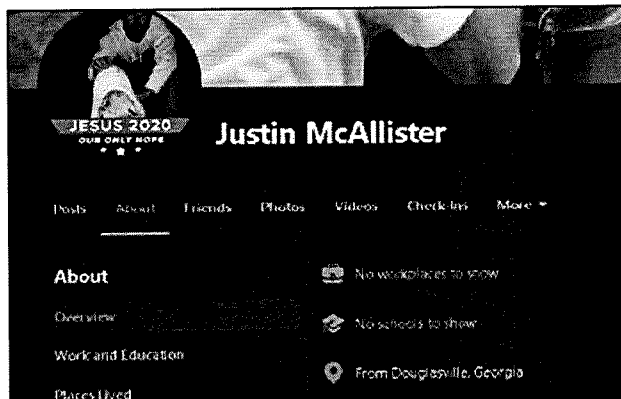 JESUS 2020
OUR ONLY HOPE
Justin McAllister
Posts About Friends Photos Videos Check-Ins More
About
No workplaces to show
Overview
No schools to show
Work and Education
From Douglasville, Georgia
Places Lived